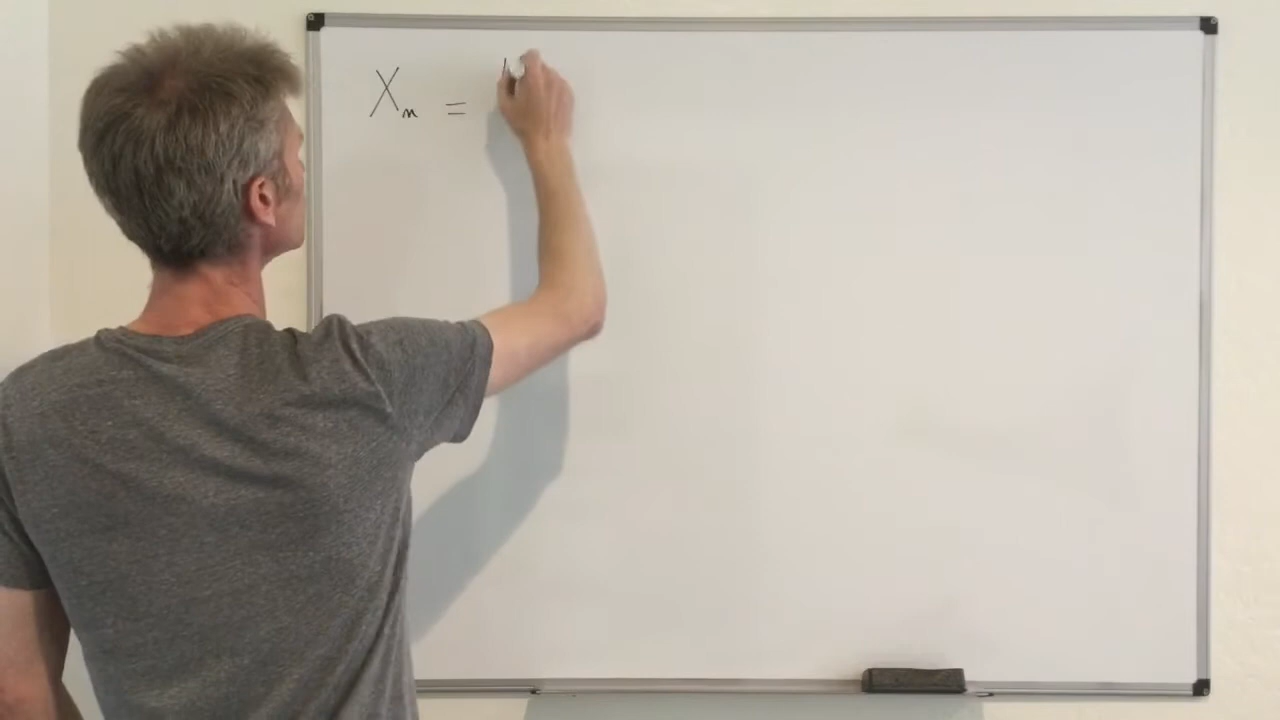 Xₙ =